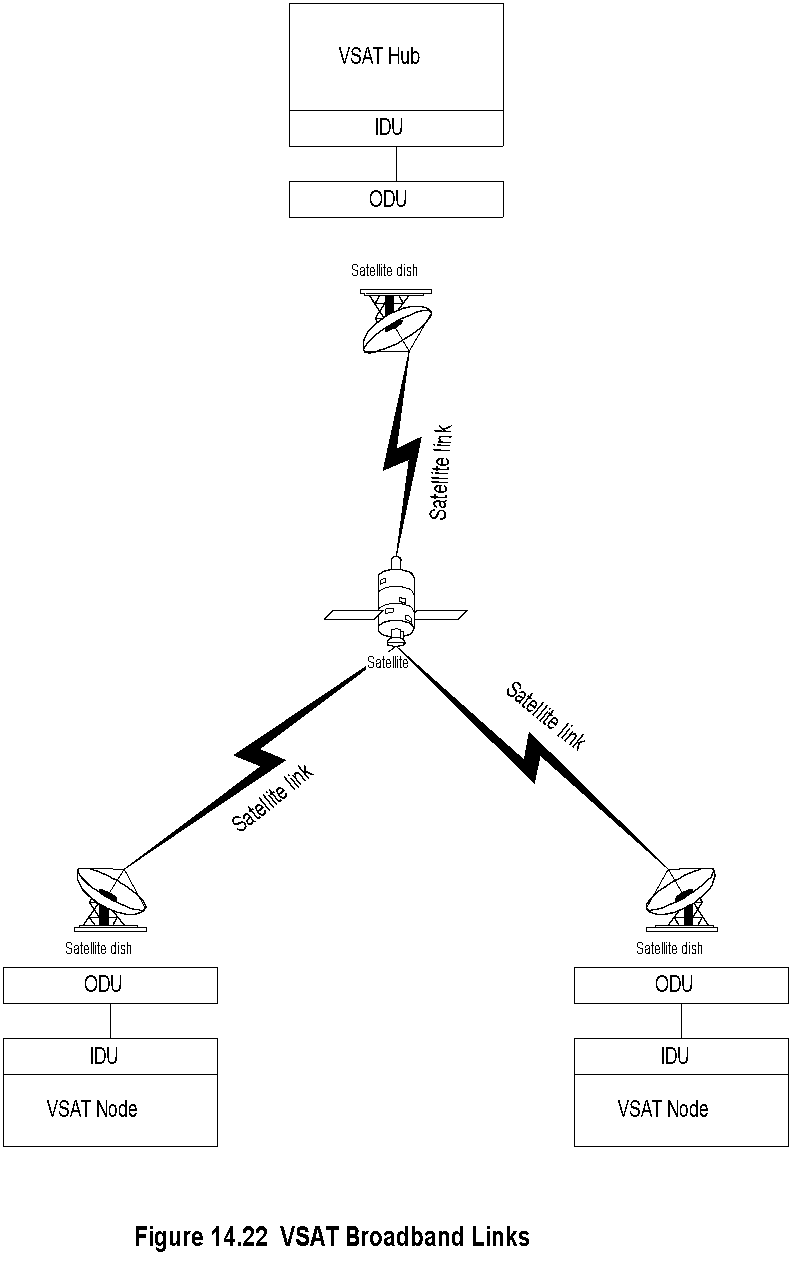 VSAT Hub
IDU
ODU
Satellite dish
Satellite link
Satellite
Satellite link
Satellite link
Satellite dish
Satellite dish
ODU
ODU
IDU
IDU
VSAT Node
VSAT Node
Figure 14.22 VSAT Broadband Links